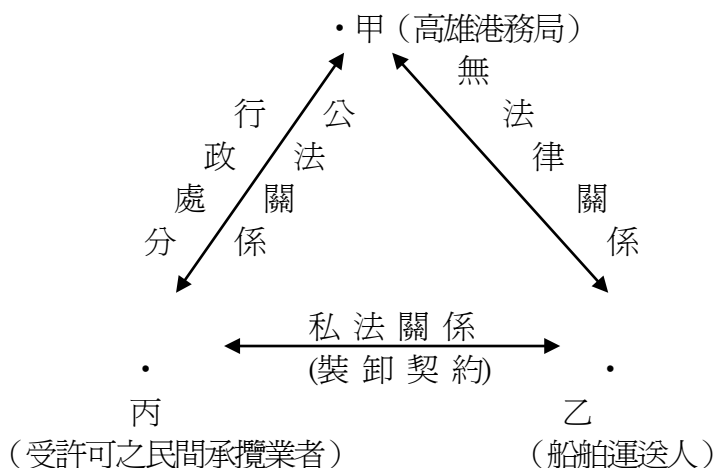 甲（高雄港務局）
行政處分
公法關係
無法律關係
私法關係
(裝卸契約)
丙
（受許可之民間承攬業者）
乙
（船舶運送人）